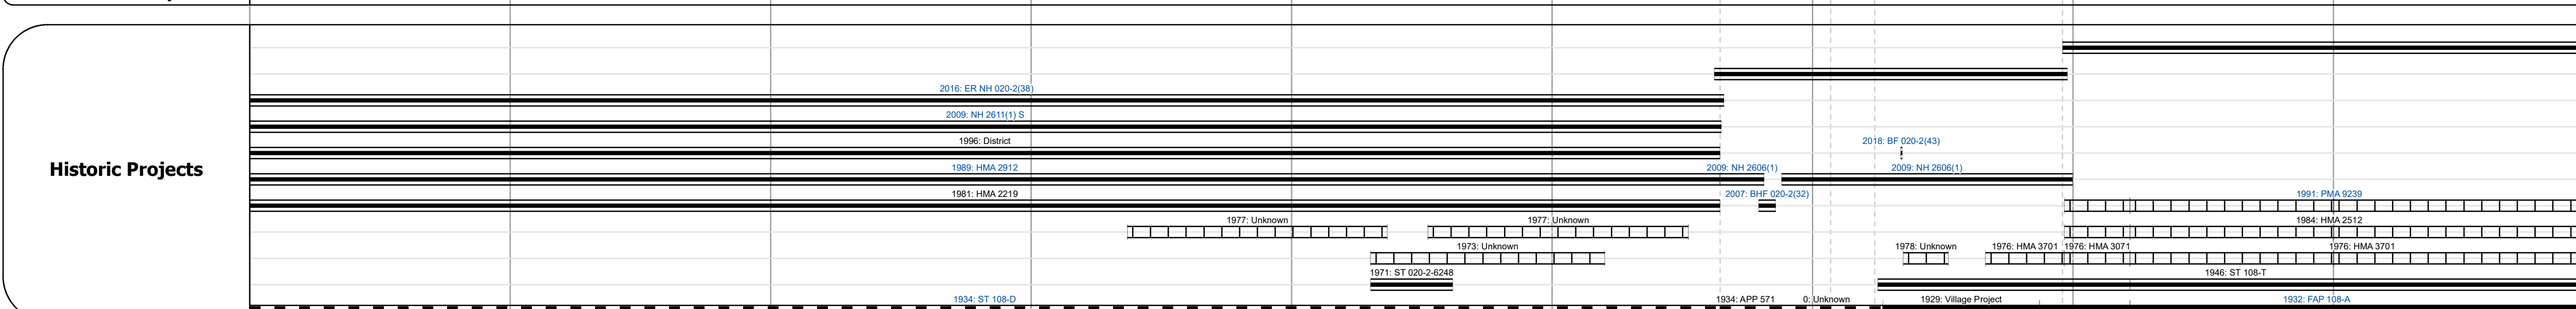 2016: ER NH 020-2(38)
2009: NH 2611(1) S
1996: District
2018: BF 020-2(43)
Historic Projects
1989: HMA 2912
2009: NH 2606(1)
2009: NH 2606(1)
1981: HMA 2219
2007: BHF 020-2(32)
1991: PMA 9239
1977: Unknown
1977: Unknown
1984: HMA 2512
1973: Unknown
1978: Unknown
1976: HMA 3701
1976: HMA 3071
1976: HMA 3701
1971: ST 020-2-6248
1946: ST 108-T
1934: ST 108-D
1934: APP 571
0: Unknown
1929: Village Project
1932: FAP 108-A